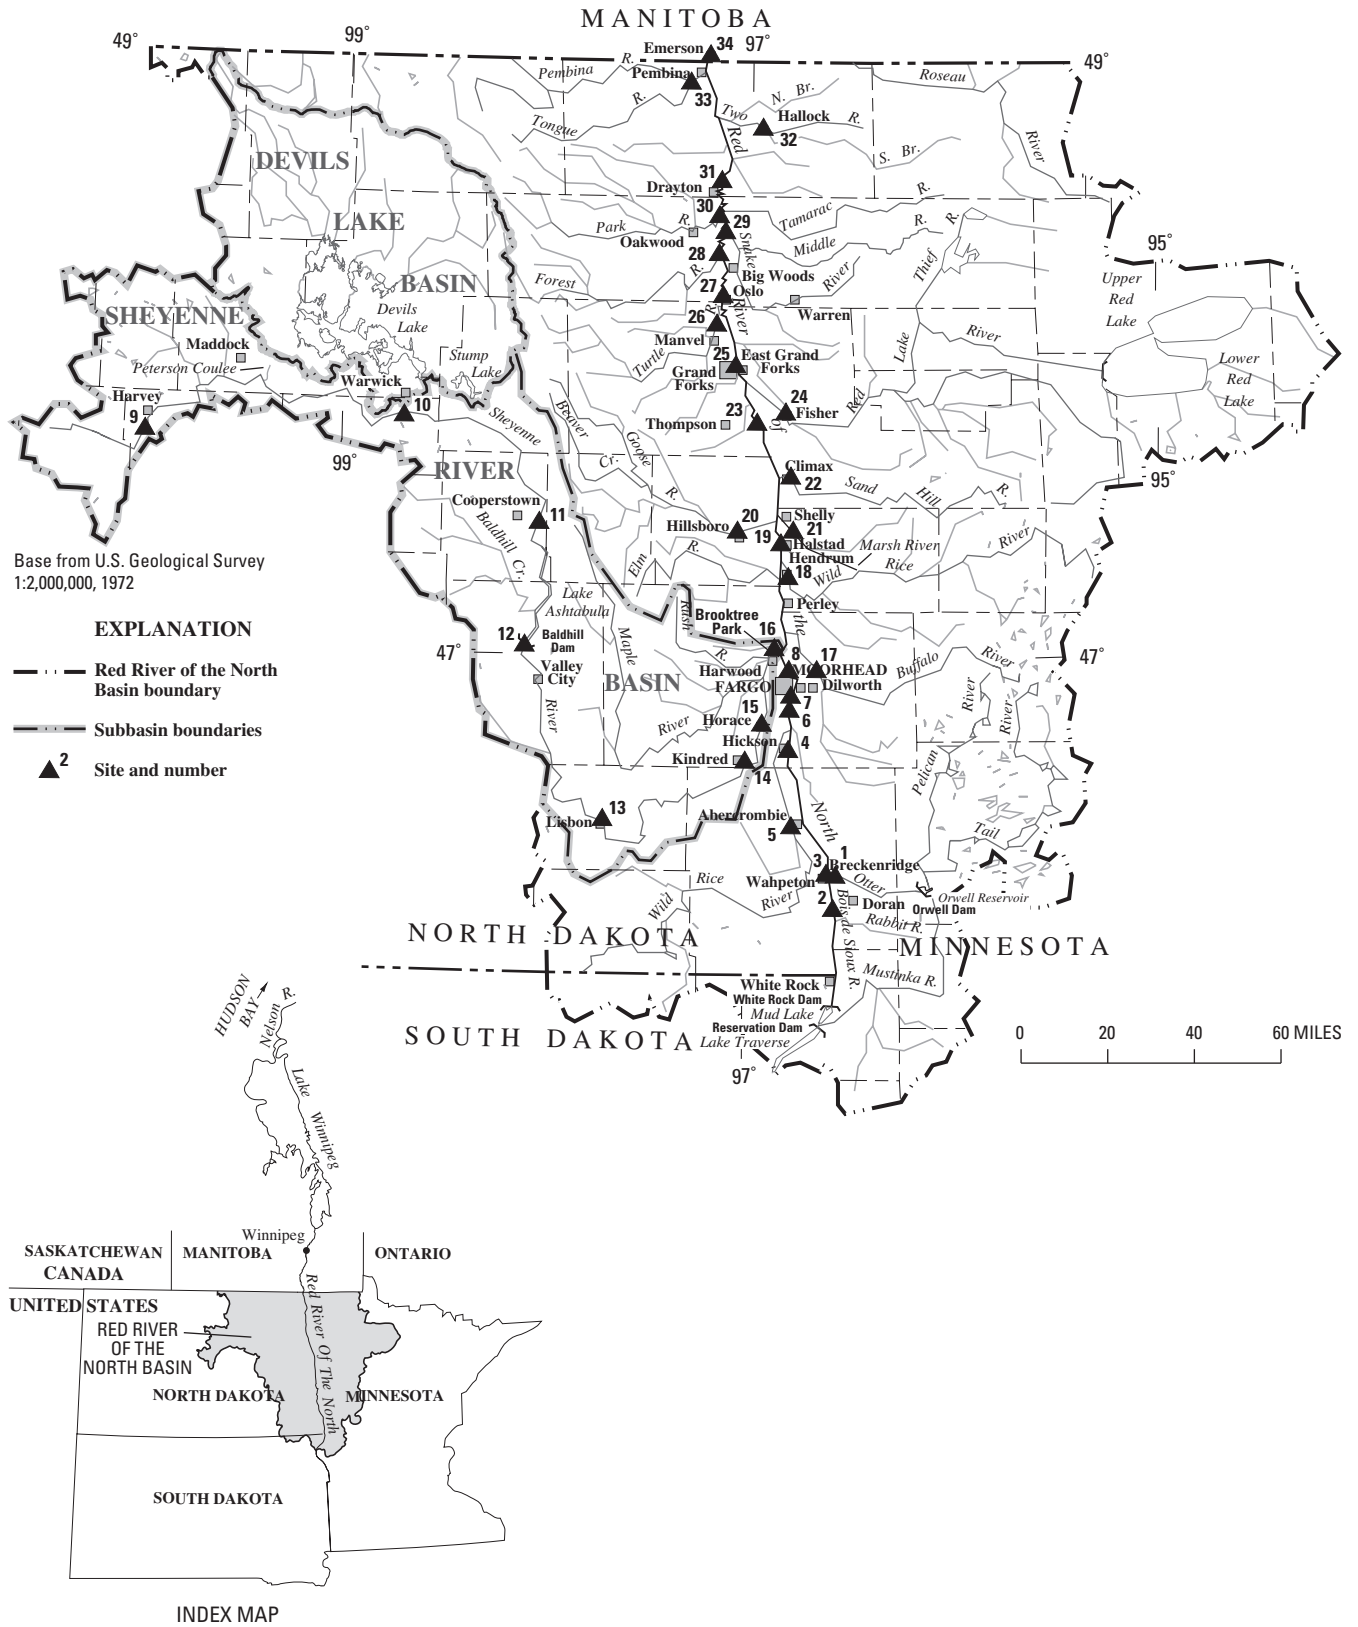 MANITOBA
49°
99°
Emerson
34
97°
49°
Pembina
R.
Pembina
33
Roseau
River
Tongue
R.
Two
N. Br.
Hallock
R.
32
S. Br.
Red
DEVILS
LAKE
BASIN
31
Drayton
30
Park
R.
Oakwood
29
Tamarac
R.
Middle
R.
Snake
River
28
Forest
R.
Big Woods
27
Oslo
River
Warren
Thief
R.
95°
Upper
Red
Lake
Lower
Red
Lake
SHEYENNE
Devils
Lake
Maddock
Peterson Coulee
Stump
Lake
26
R.
Manvel
Turtle
25
East Grand
Forks
Grand
Forks
Lake
River
Red
Warwick
10
Harvey
9
Sheyenne
Beaver
Cr.
Goose
R.
23
Thompson
24
Fisher
of
99°
RIVER
Climax
22
Sand
Hill
R.
95°
Cooperstown
11
Baldhill
Cr.
20
Hillsboro
Shelly
21
19
Halstad
Marsh River
Hendrum
Rice
River
18
Wild
Elm
R.
Base from U.S. Geological Survey
1:2,000,000, 1972
Lake
Ashtabula
Perley
Rush
R.
Brooktree
Park
16
the
EXPLANATION
Red River of the North
Basin boundary
Subbasin boundaries
2
Site and number
47°
12
Baldhill
Dam
Valley
City
Maple
River
BASIN
Harwood
8
MOORHEAD
17
FARGO
Dilworth
Buffalo
River
47°
7
6
15
Horace
River
Hickson
4
Kindred
14
River
River
Pelican
13
Lisbon
Abercrombie
5
North
Tail
3
1
Breckenridge
Wahpeton
Otter
Rice
River
Wild
2
Doran
Orwell Reservoir
Orwell Dam
Rabbit R.
Bois de Sioux R.
NORTH DAKOTA
MINNESOTA
Mustinka R.
White Rock
White Rock Dam
Mud Lake
Reservation Dam
Lake Traverse
SOUTH DAKOTA
97°
0 20 40 60 MILES
HUDSON
BAY
Nelson
R.
Lake
Winnipeg
Winnipeg
SASKATCHEWAN
MANITOBA
ONTARIO
CANADA
UNITED STATES
RED RIVER
OF THE
NORTH BASIN
Red River Of The North
NORTH DAKOTA
MINNESOTA
SOUTH DAKOTA
INDEX MAP